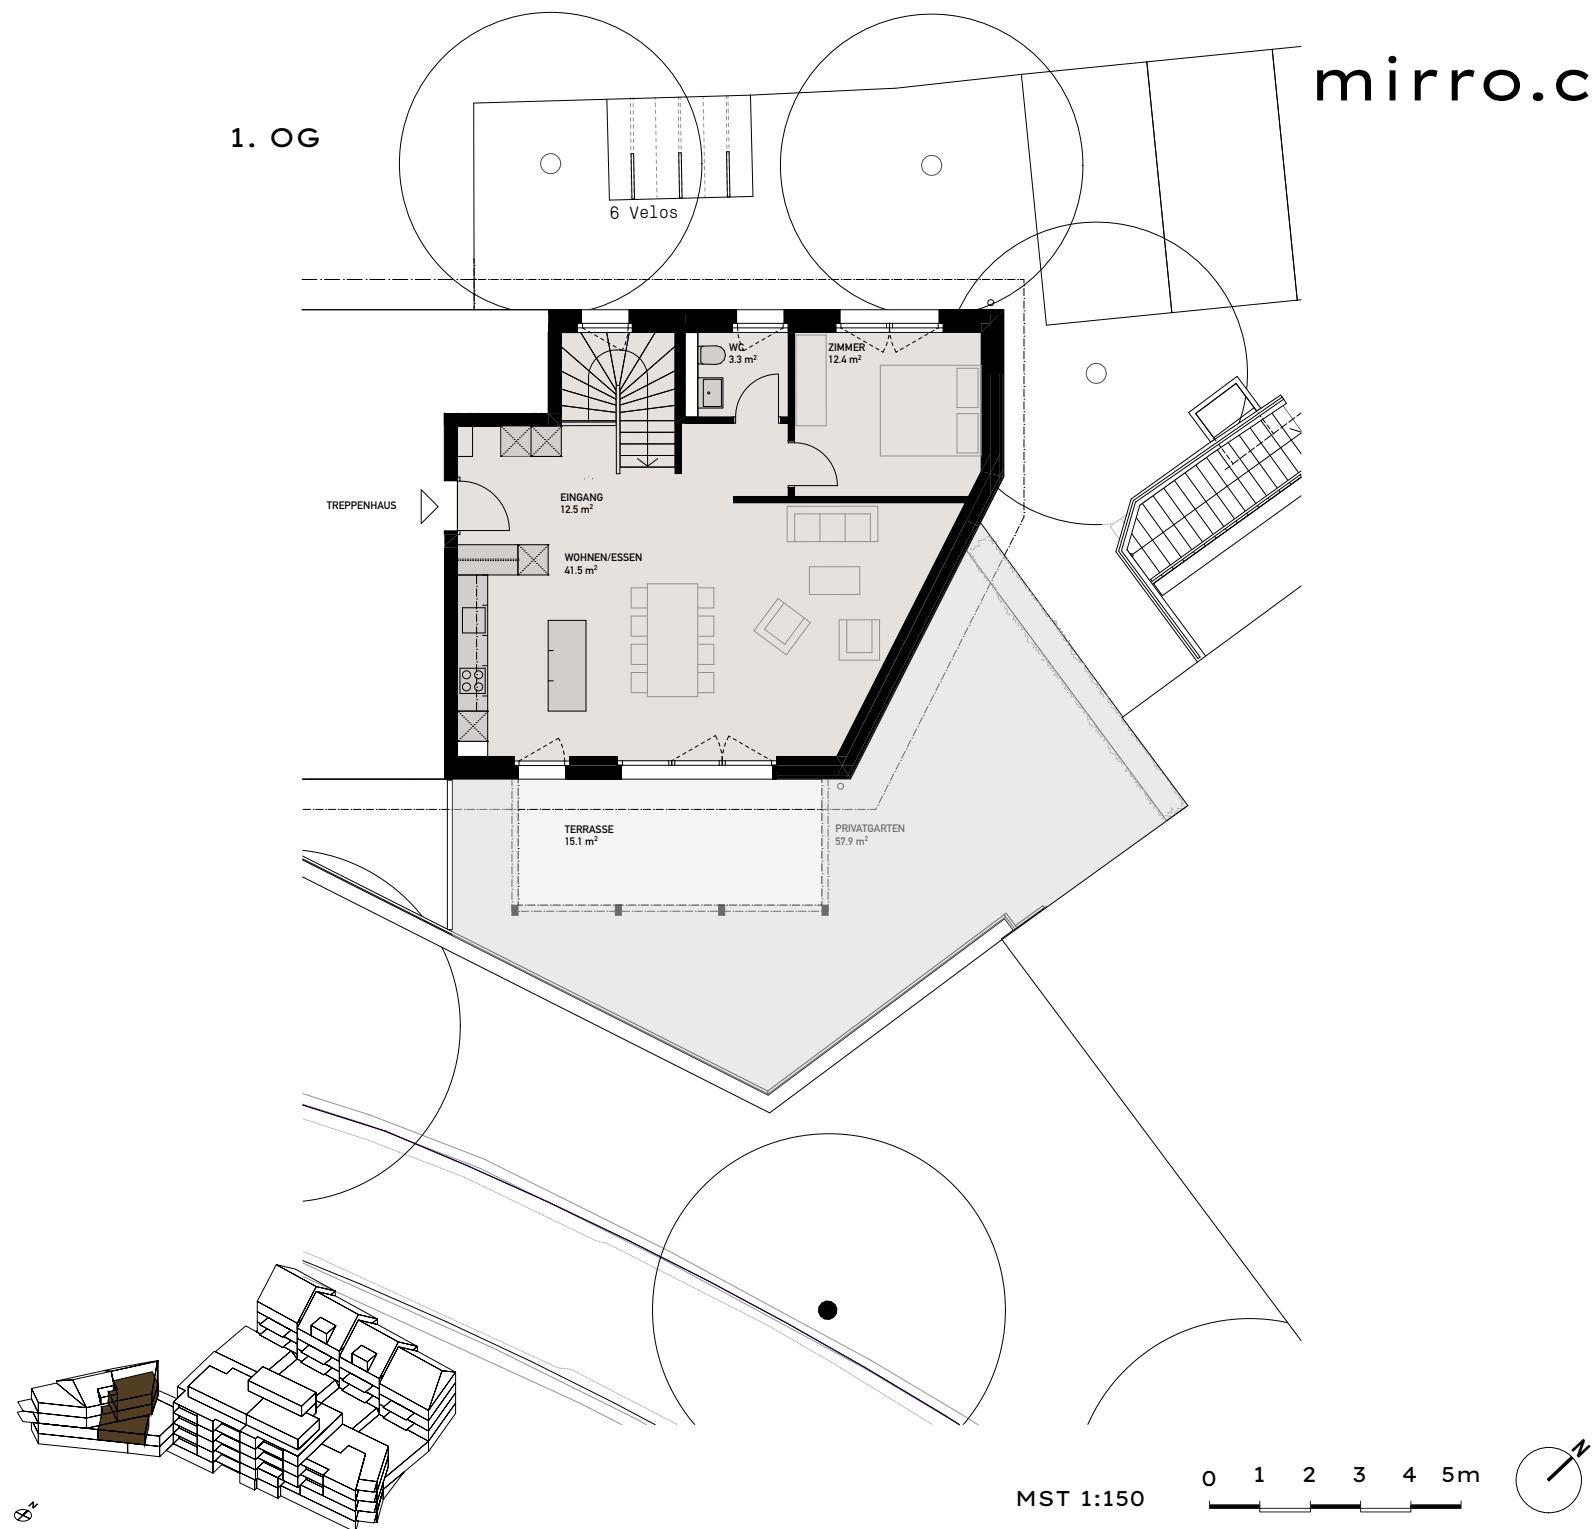 mirro.c
1. OG
6 Velos
WC
3.3 m²
ZIMMER
12.4 m²
TREPPENHAUS
EINGANG
12.5 m²
WOHNEN/ESSEN
41.5 m²
TERRASSE
15.1 m²
PRIVATGARTEN
57.9 m²
N
MST 1:150
0 1 2 3 4 5m
N